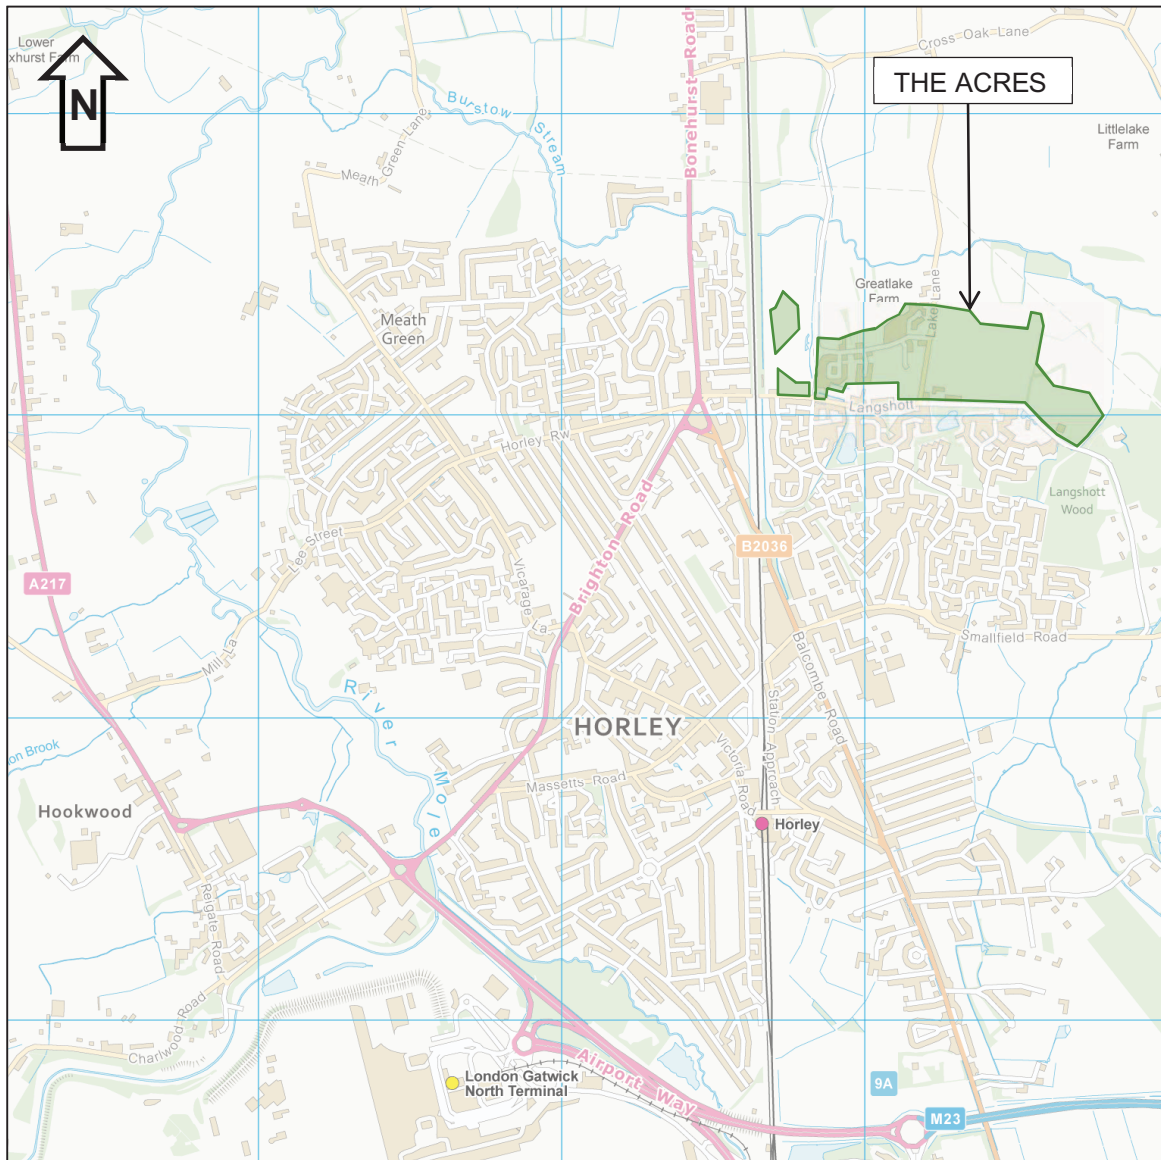 Lower
xhurst Farm
N
Burstow Stream
Bonehurst Road
Cross Oak Lane
THE ACRES
Littlelake
Farm
Meath Green Lane
Greatlake
Farm
Lake Lane
Meath
Green
Langshott
Horley Rw
Langshott
Wood
Lee Street
Brighton Road
B2036
A217
Vicarage La
Smallfield Road
Mill La
Balcombe Road
River Mole
Station Approach
HORLEY
Victoria Road
on Brook
Massetts Road
Hookwood
Horley
Reigate Road
Charlwood Road
Airport Way
London Gatwick
North Terminal
9A
M23